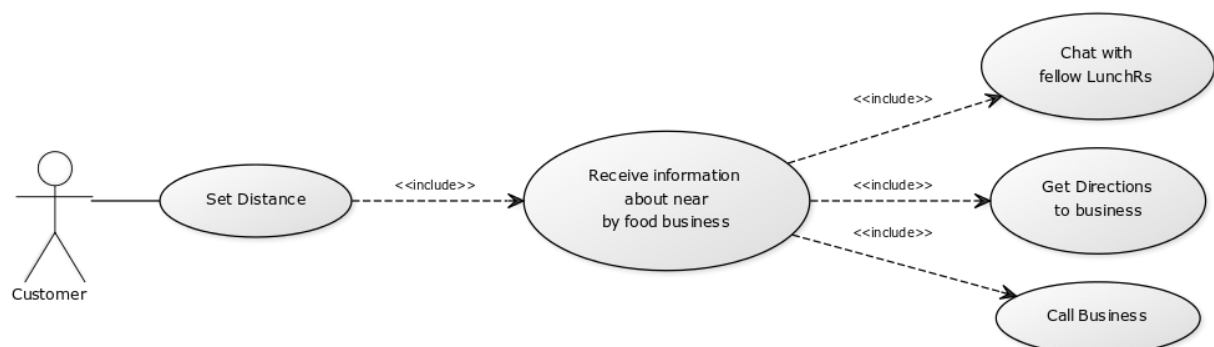 Chat with
fellow LunchRs
<<include>>
Receive information
about near
by food business
<<include>>
<<include>>
Set Distance
Get Directions
to business
<<include>>
Customer
Call Business